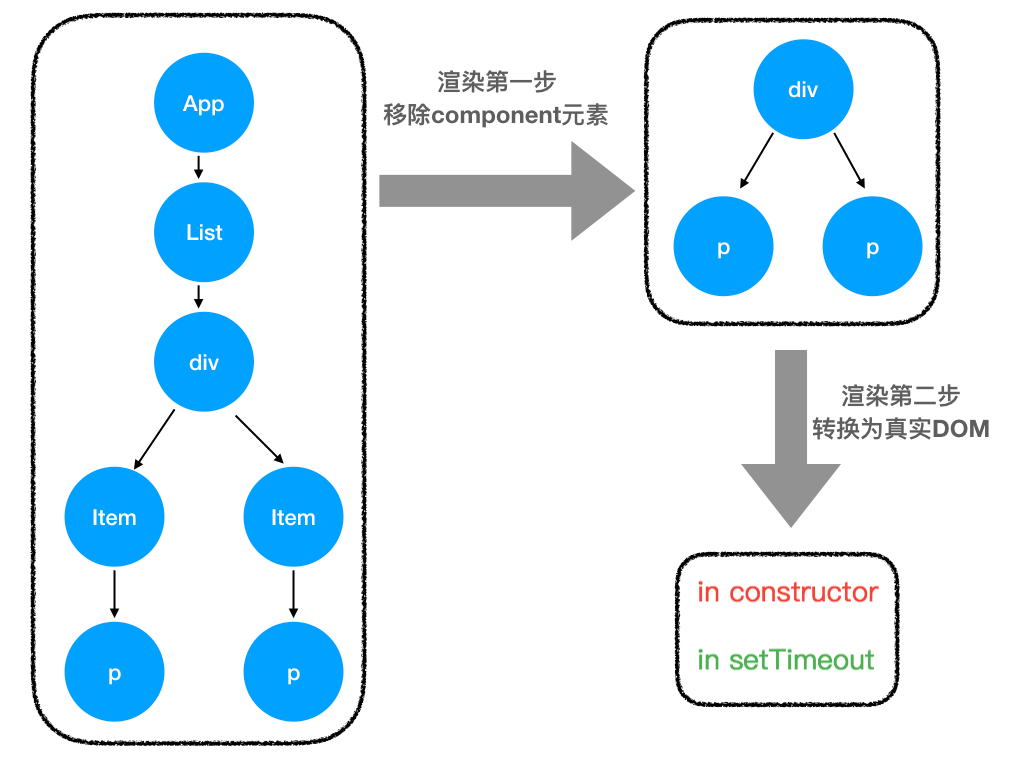 App
List
div
Item
Item
p
p
渲染第一步
移除component元素
div
p
p
渲染第二步
转换为真实DOM
in constructor
in setTimeout